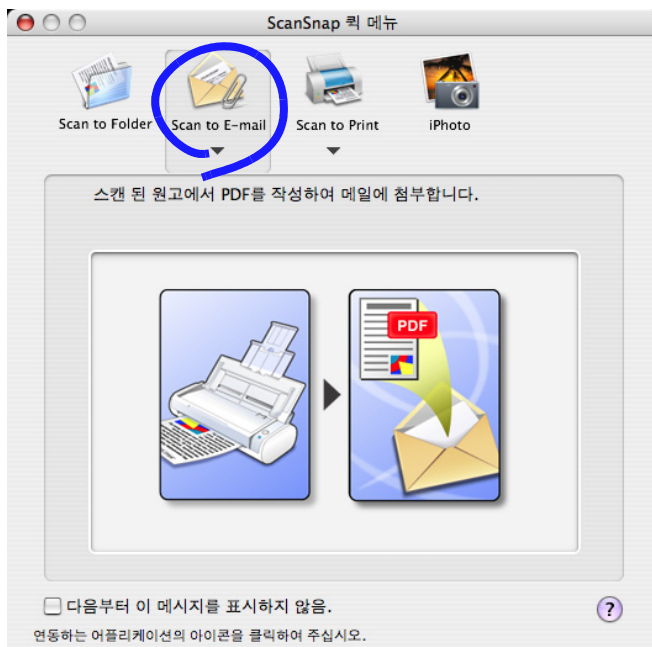 ScanSnap 퀵 메뉴
Scan to Folder
Scan to E-mail
Scan to Print
iPhoto
스캔 된 원고에서 PDF를 작성하여 메일에 첨부합니다.
PDF
다음부터 이 메시지를 표시하지 않음.
?
연동하는 어플리케이션의 아이콘을 클릭하여 주십시오.